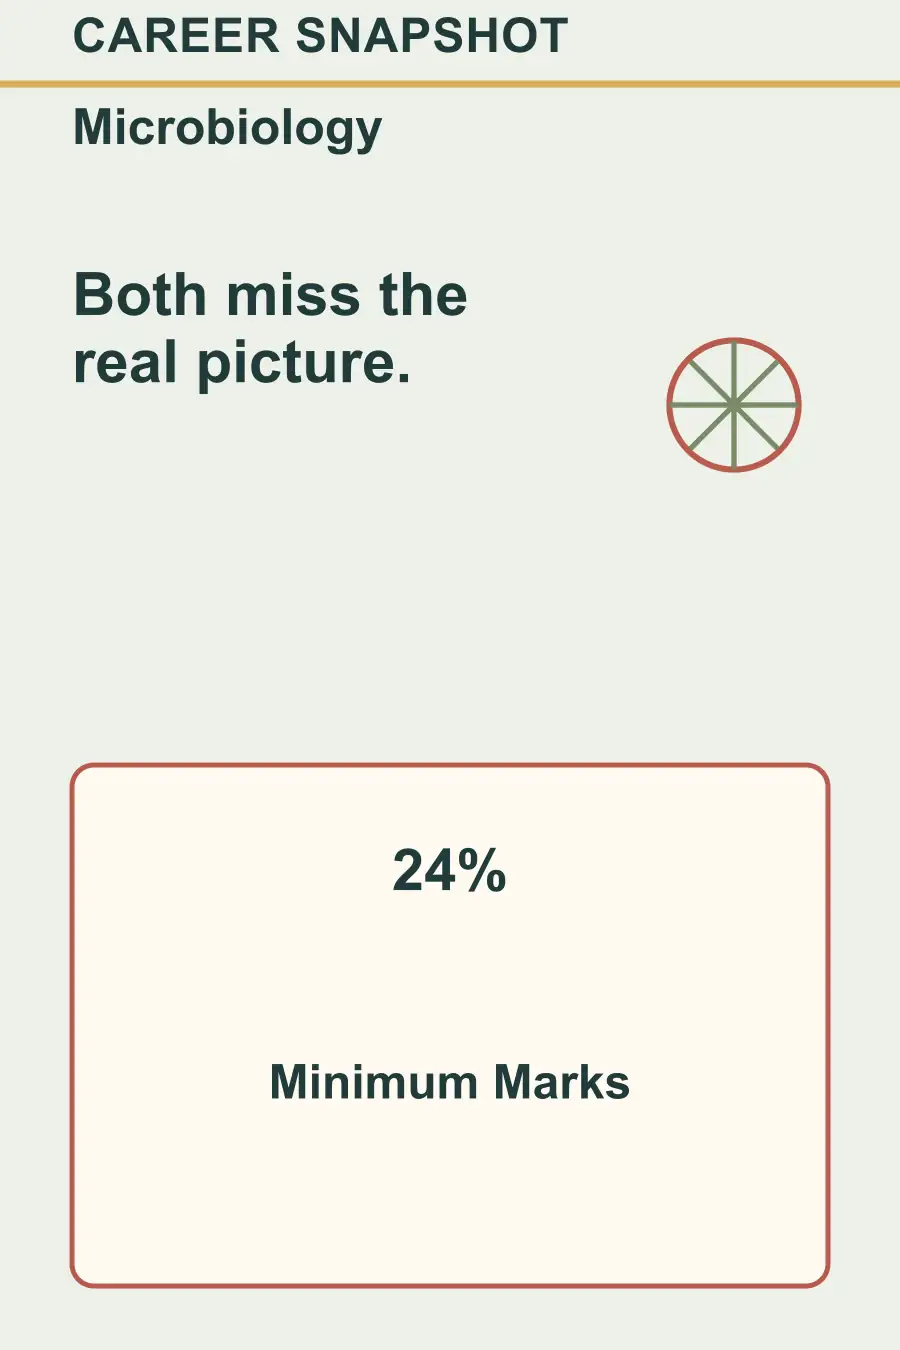 CAREER SNAPSHOT
Microbiology
Both miss the
real picture.
24%
Minimum Marks